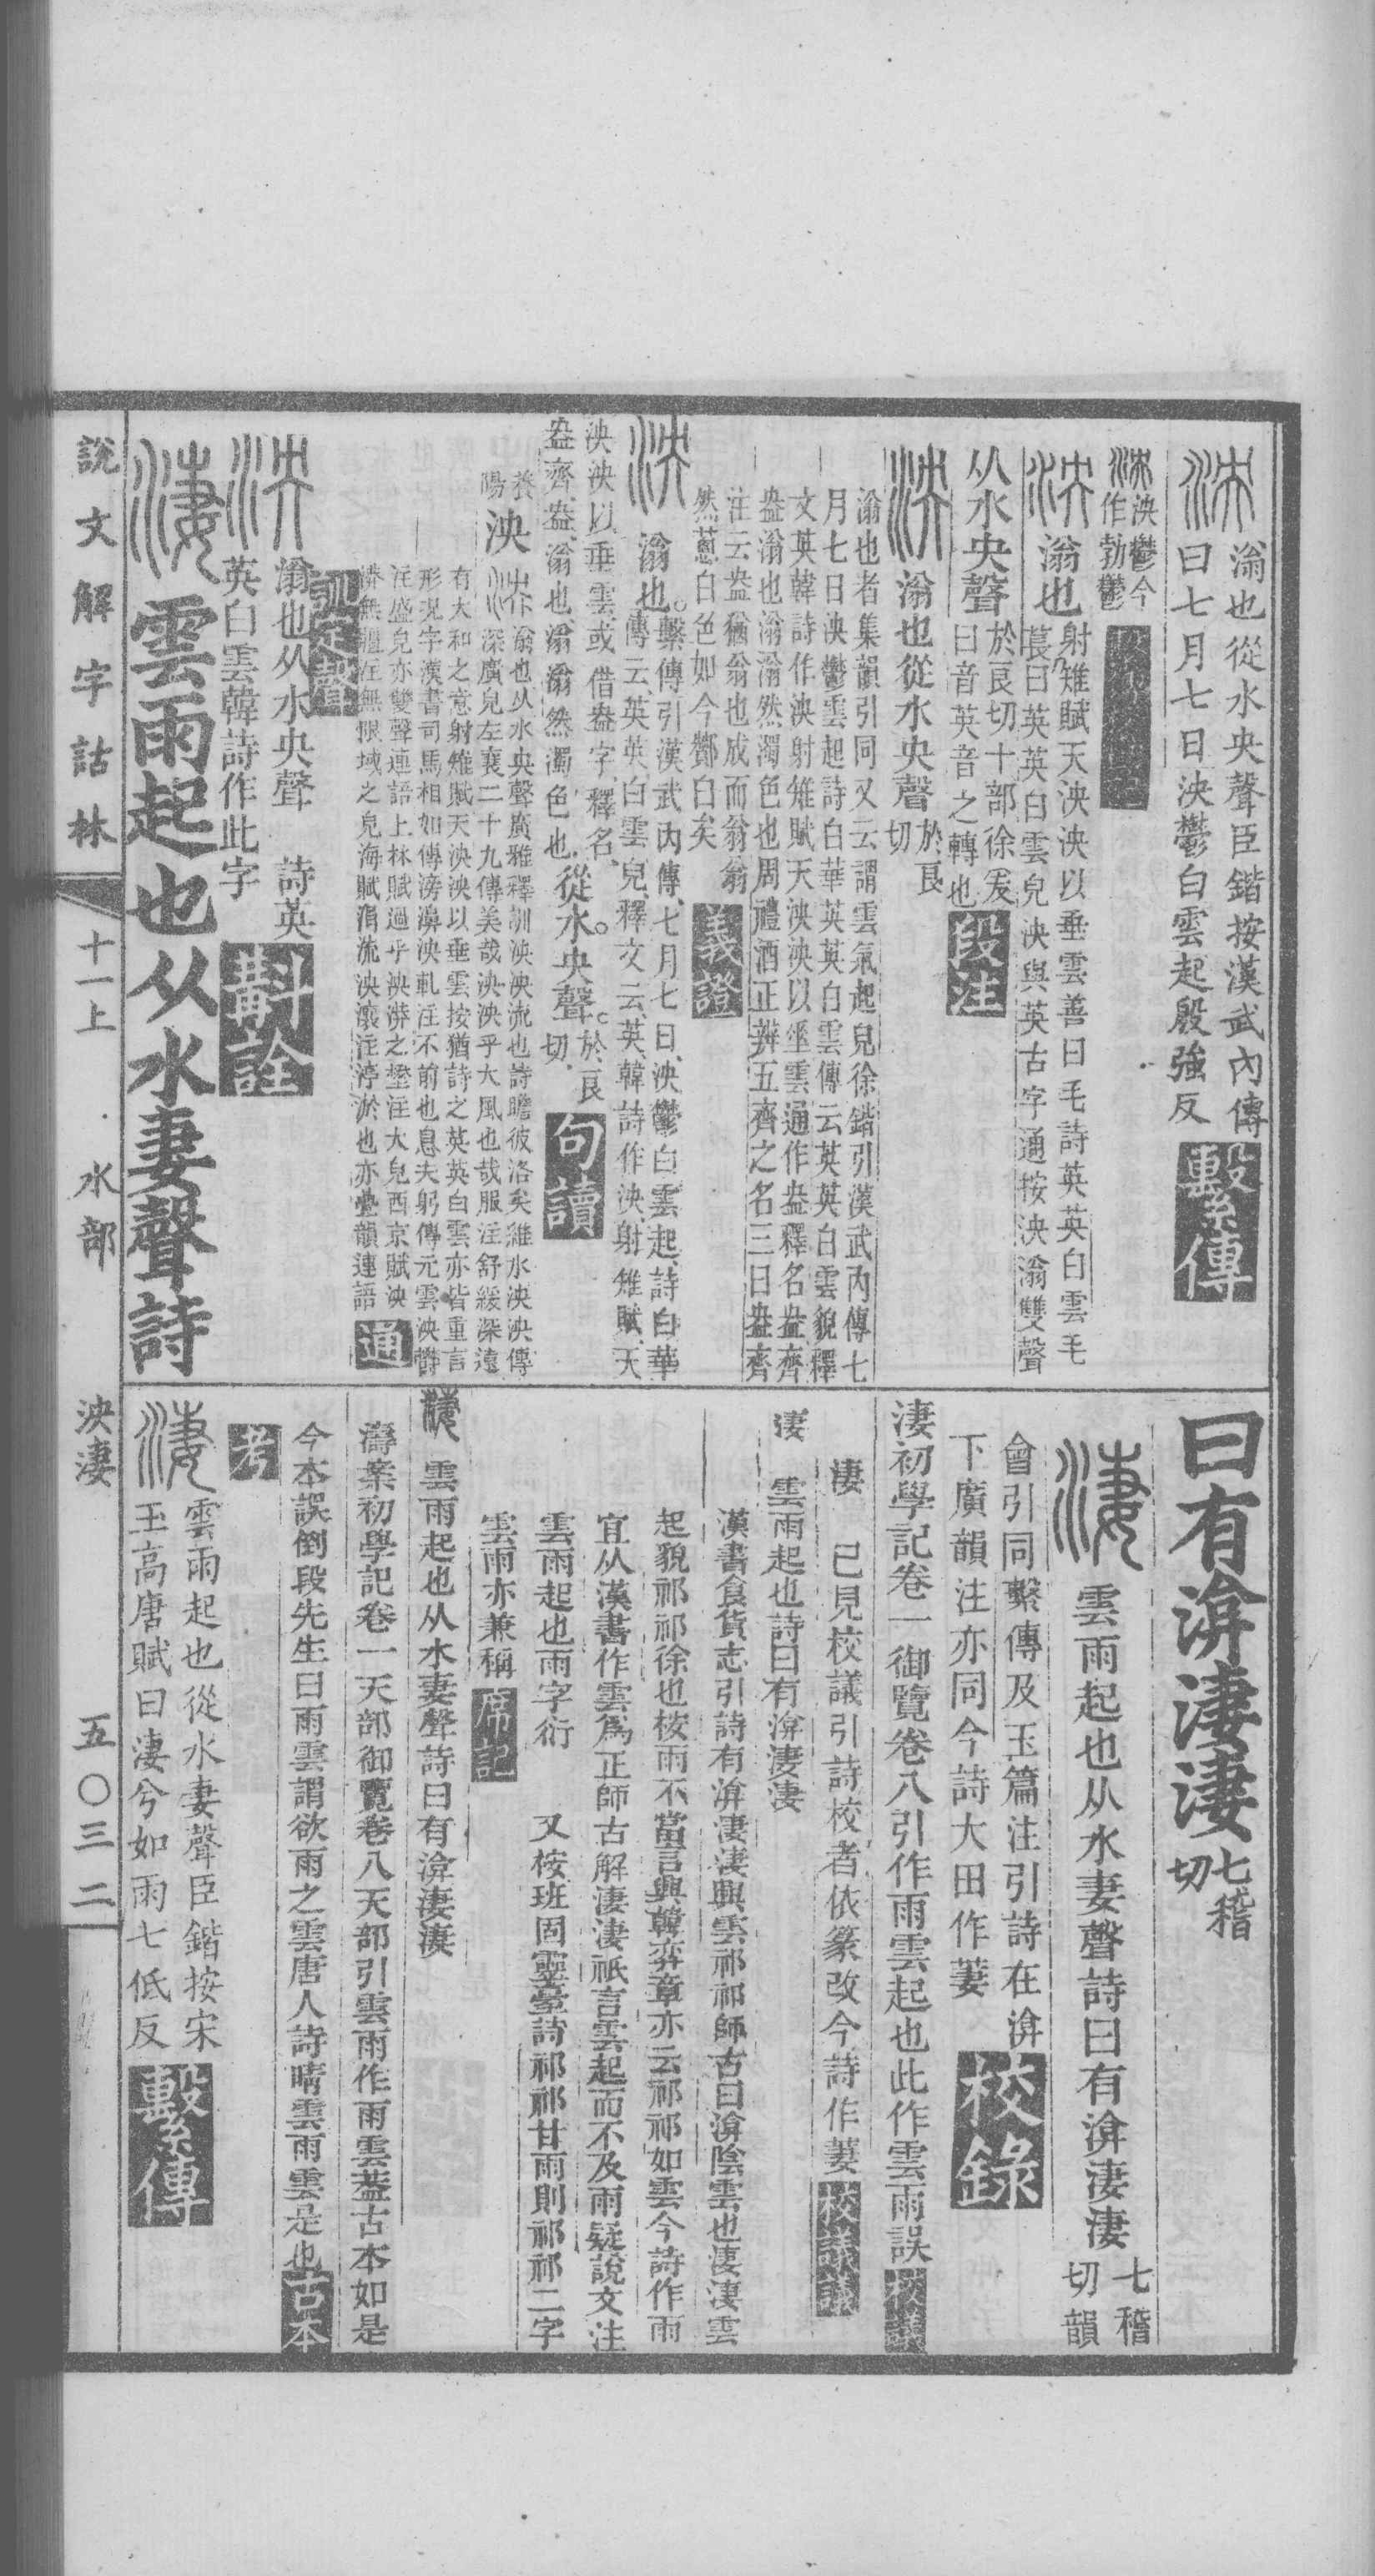 泱滃也從水央聲臣鍇按漢武內傳
曰七月七日泱鬱白雲起殷強反 繫傳
泱鬱今
作勃鬱
泱滃也射雉賦天泱泱以垂雲善曰毛詩英英白雲毛
萇曰英英白雲皃泱與英古字通按泱滃雙聲
从水央聲於良切十部徐爰
曰音英音之轉也 段注
泱滃也從水央聲於良
切
滃也者集韻引同又云謂雲氣起皃徐鍇引漢武內傳七
月七日泱鬱雲起詩白華英英白雲傳云英英白雲貌釋
文英韓詩作泱射雉賦天泱泱以垂雲通作盎釋名盎齊
盎滃也滃滃然濁色也周禮酒正辨五齊之名三曰盎齊
注云盎猶翁也成而翁翁
然蔥白色如今酇白矣 義證
泱滃也。繫傳引漢武內傳、七月七日、泱鬱白雲起、詩白華
傳云、英英、白雲皃、釋文云、英、韓詩作泱射雉賦、天
泱泱以垂雲或借盎字、釋名、
盎齊、盎、滃也、滃滃然濁色也、從水。央聲。於良
切、 句讀
養
陽
泱滃也从水央聲廣雅釋訓泱泱流也詩瞻彼洛矣維水泱泱傳
深廣皃左襄二十九傳美哉泱泱乎大風也哉服注舒緩深遠
有大和之意射雉賦天泱泱以垂雲按猶詩之英英白雲亦皆重言
形況字漢書司馬相如傳滂濞泱軋注不前也息夫躬傳元雲泱鬱
注盛皃亦雙聲連語上林賦過乎泱漭之壄注大皃西京賦泱
漭無疆在無限域之皃海賦涓流泱瀼注渟淤也亦疊韻連語 通
訓定聲
泱滃也从水央聲 詩英
英白雲韓詩作此字 斠詮
淒雲雨起也从水妻聲詩
曰有渰淒淒七稽
切
淒雲雨起也从水妻聲詩曰有渰淒淒七稽
切韻
會引同繫傳及玉篇注引詩在渰
下廣韻注亦同今詩大田作萋 校錄
淒初學記卷一御覽卷八引作雨雲起也此作雲雨誤 校議
淒 已見校議引詩校者依篆改今詩作萋 校議議
淒 雲雨起也詩曰有渰淒淒
漢書食貨志引詩有渰淒淒興雲祁祁師古曰渰陰雲也淒淒雲
起貌祁祁徐也桉雨不當言興韓弈章亦云祁祁如雲今詩作雨
宜从漢書作雲爲正師古解淒淒祇言雲起而不及雨疑說文注
雲雨起也雨字衍 又桉班固靈臺詩祁祁甘雨則祁祁二字
雲雨亦兼稱 席記
淒 雲雨起也从水妻聲詩曰有渰淒淒
濤案初學記卷一天部御覽卷八天部引雲雨作雨雲葢古本如是
今本誤倒段先生曰雨雲謂欲雨之雲唐人詩晴雲雨雲是也 古本
考
淒雲雨起也從水妻聲臣鍇按宋
玉高唐賦曰淒兮如雨七低反 繫傳
說文解字詁林 十一上 水部 泱淒 五〇三二